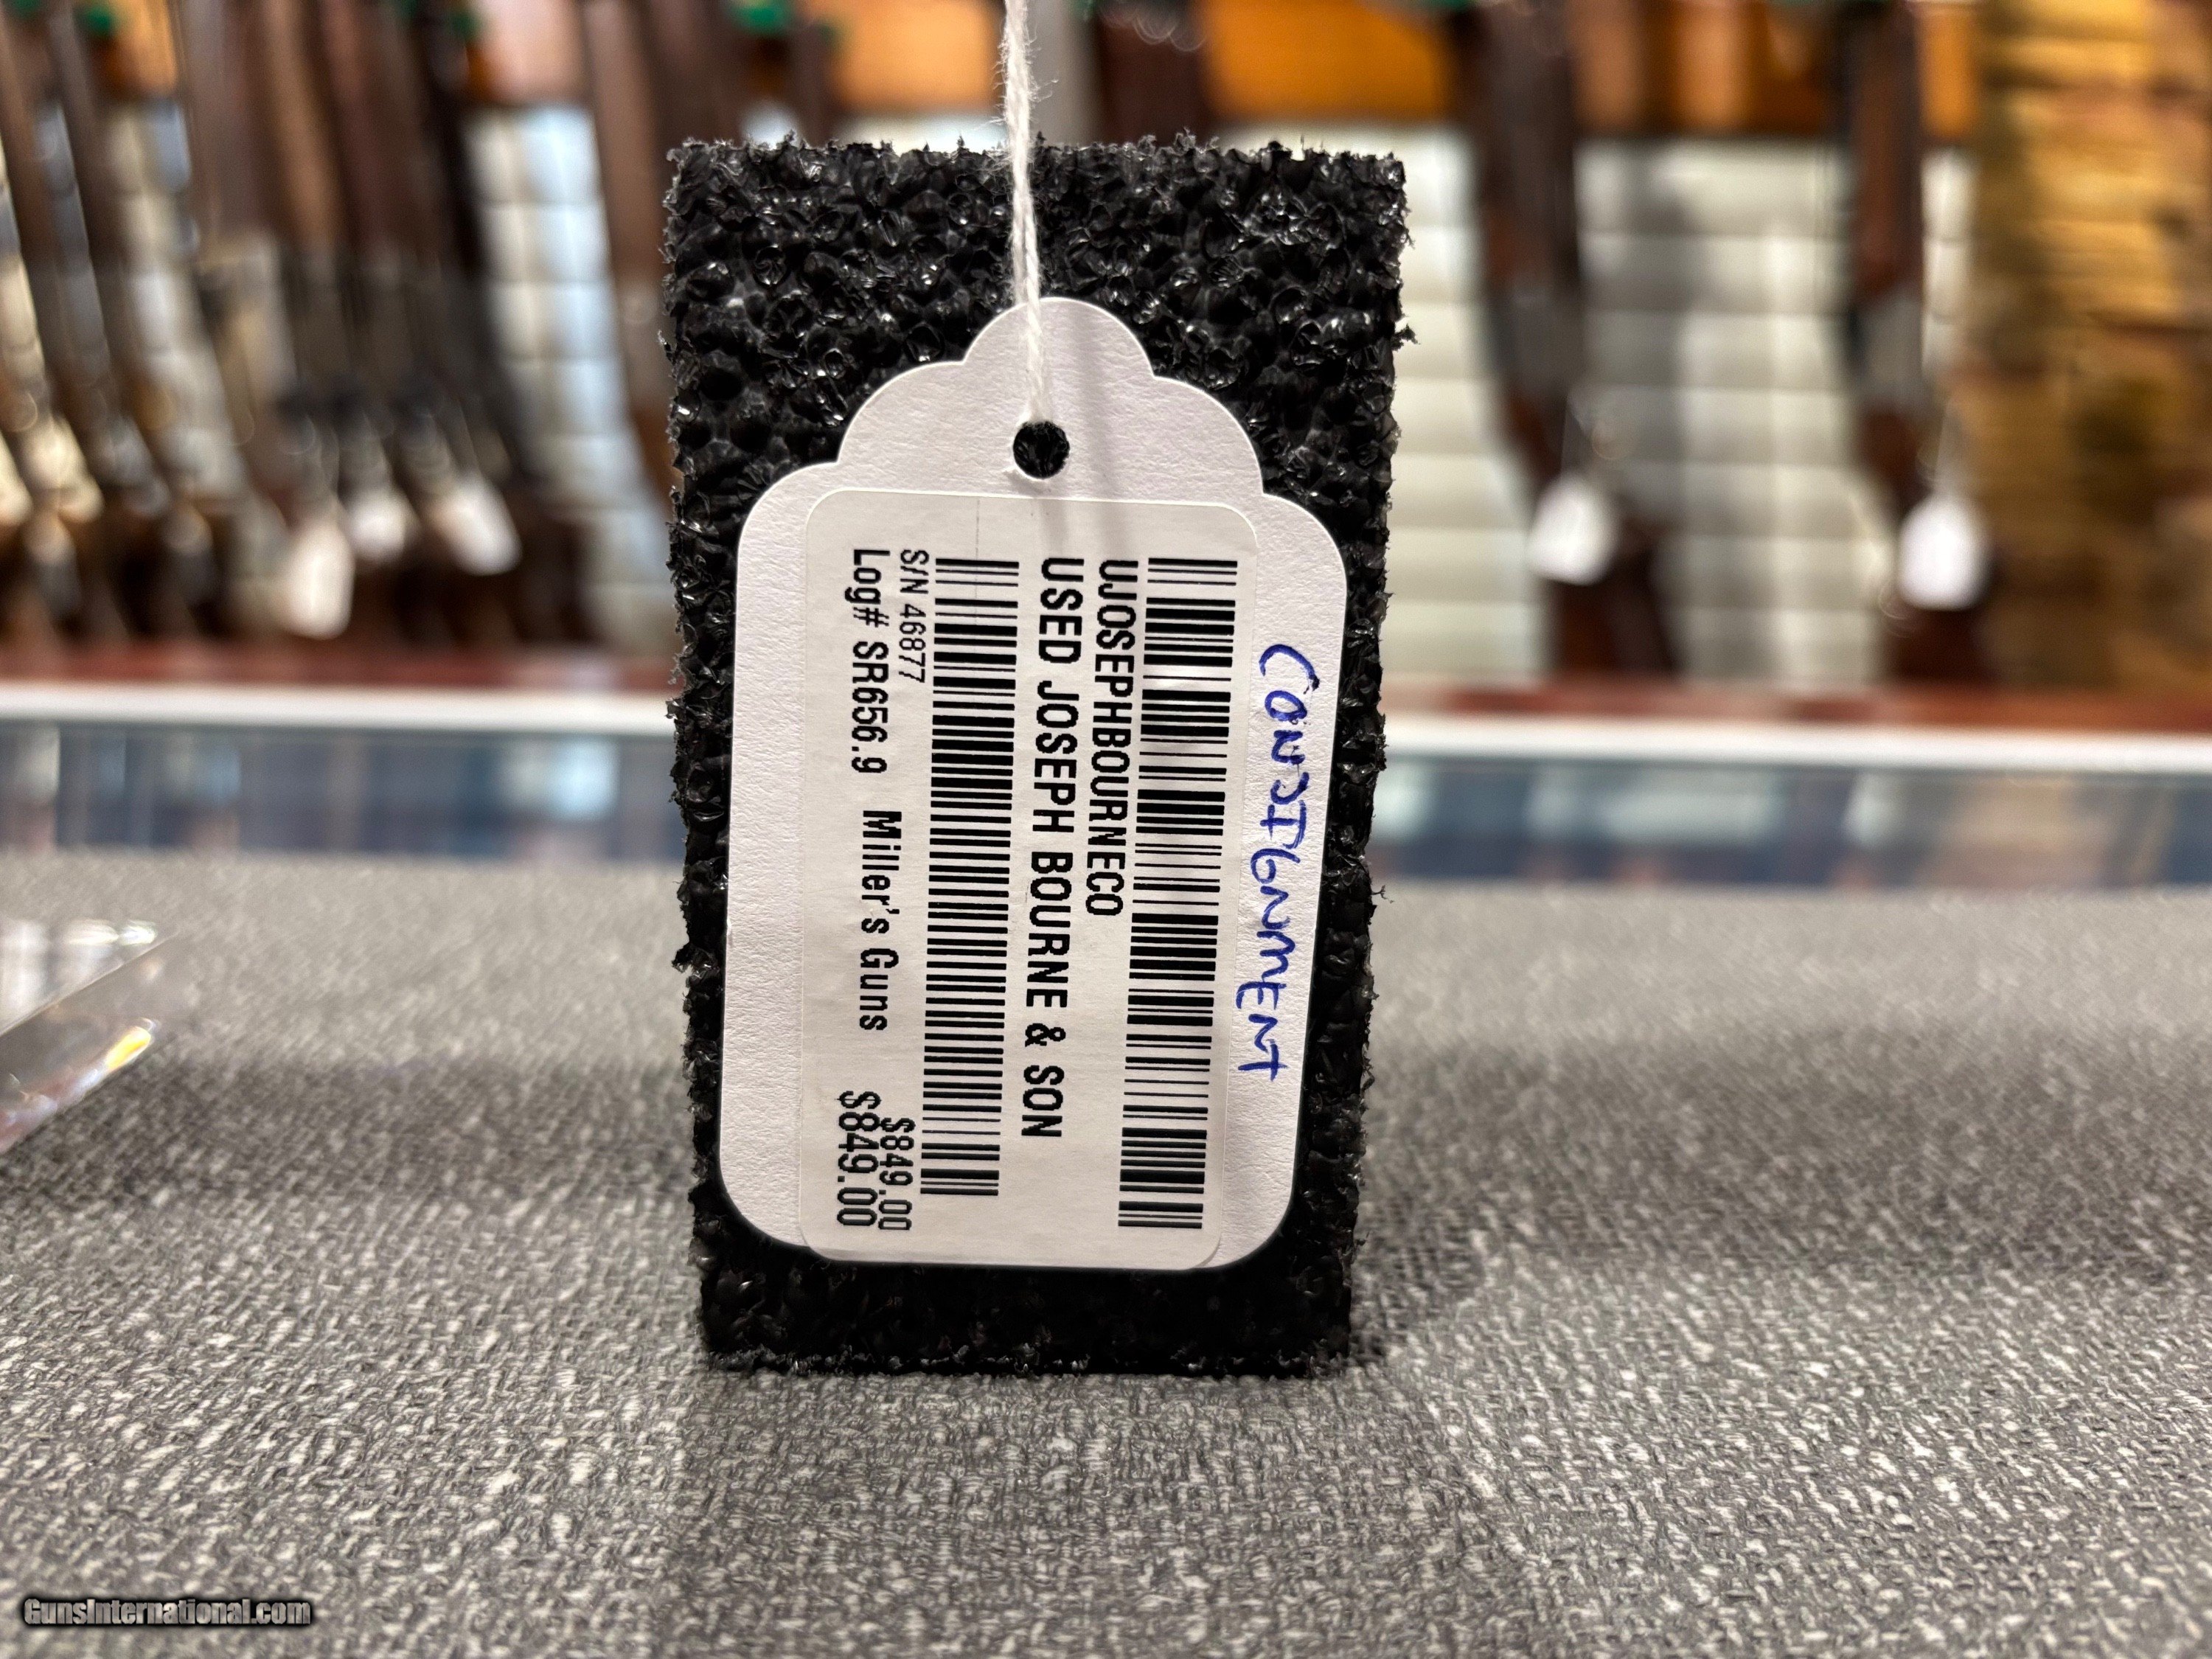 CONSIGNMENT
UJOSEPHBOURNECO
USED JOSEPH BOURNE & SON
S/N 46877 $849.00
Log# SR656.9 Miller's Guns $849.00
GunsInternational.com